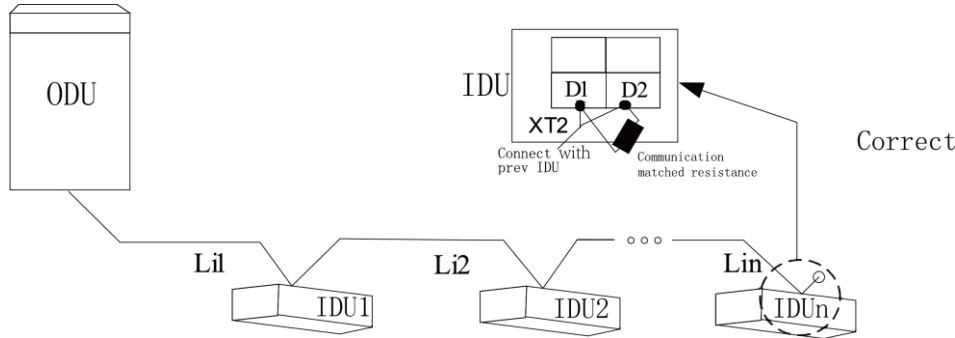 ODU
IDU
D1 D2
XT2
Connect with
prev IDU
Communication
matched resistance
Correct
Li1
Li2
Lin
IDU1
IDU2
IDUn